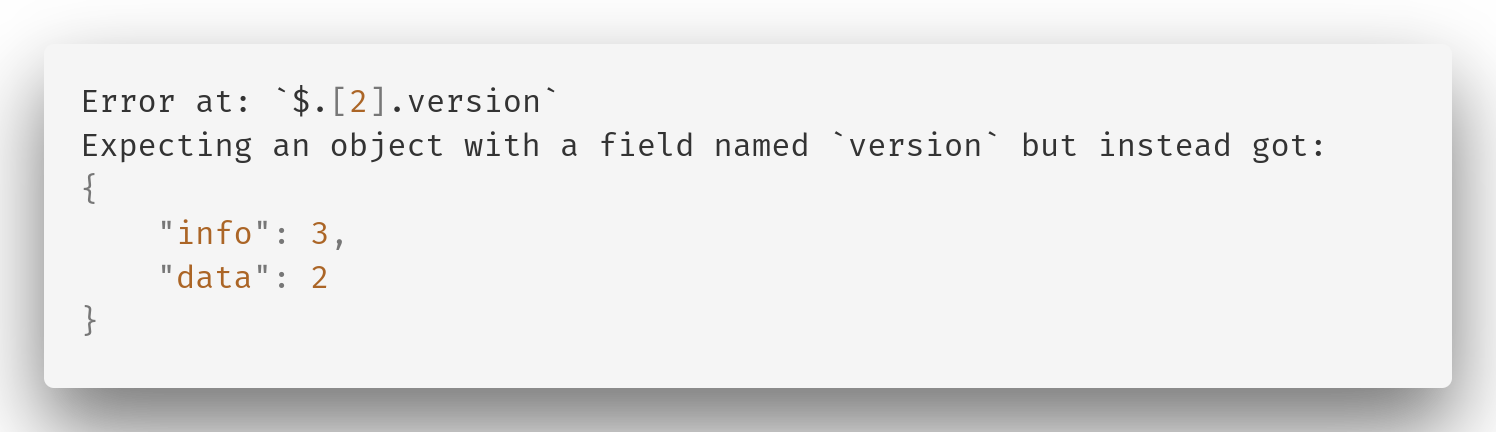 Error at: `$.[2].version`
Expecting an object with a field named `version` but instead got:
{
    "info": 3,
    "data": 2
}